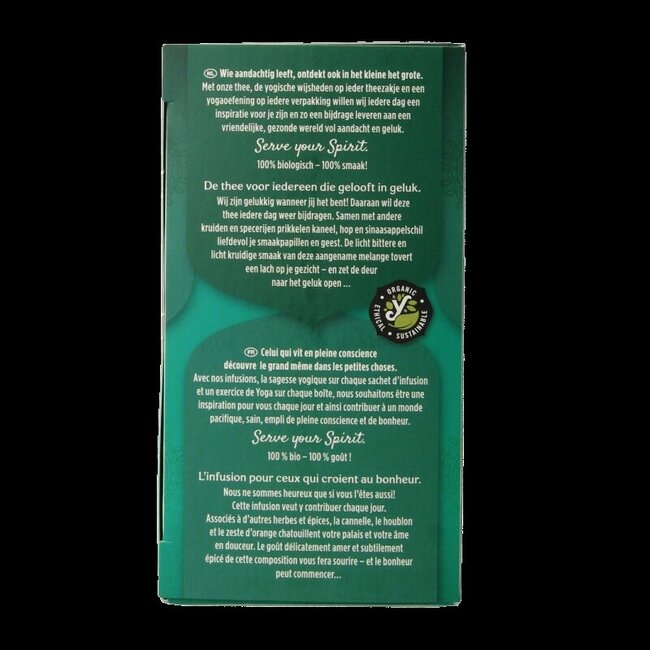 NL Wie aandachtig leeft, ontdekt ook in het kleine het grote.
Met onze thee, de yogische wijsheden op ieder theezakje en een
yogaoefening op iedere verpakking willen wij iedere dag een
inspiratie voor je zijn en zo een bijdrage leveren aan een
vriendelijke, gezonde wereld vol aandacht en geluk.
Serve your Spirit.
100% biologisch – 100% smaak!
De thee voor iedereen die gelooft in geluk.
Wij zijn gelukkig wanneer jij het bent! Daaraan wil deze
thee iedere dag weer bijdragen. Samen met andere
kruiden en specerijen prikkelen kaneel, hop en sinaasappelschil
liefdevol je smaakpapillen en geest. De licht bittere en
licht kruidige smaak van deze aangename melange tovert
een lach op je gezicht – en zet de deur
naar het geluk open ...
ORGANIC
ETHICAL
SUSTAINABLE
y
FR Celui qui vit en pleine conscience
découvre le grand même dans les petites choses.
Avec nos infusions, la sagesse yogique sur chaque sachet d'infusion
et un exercice de Yoga sur chaque boîte, nous souhaitons être une
inspiration pour vous chaque jour et ainsi contribuer à un monde
pacifique, sain, empli de pleine conscience et de bonheur.
Serve your Spirit.
100 % bio – 100 % goût !
L'infusion pour ceux qui croient au bonheur.
Nous ne sommes heureux que si vous l'êtes aussi!
Cette infusion veut y contribuer chaque jour.
Associés à d'autres herbes et épices, la cannelle, le houblon
et le zeste d'orange chatouillent votre palais et votre âme
en douceur. Le goût délicatement amer et subtilement
épicé de cette composition vous fera sourire – et le bonheur
peut commencer...